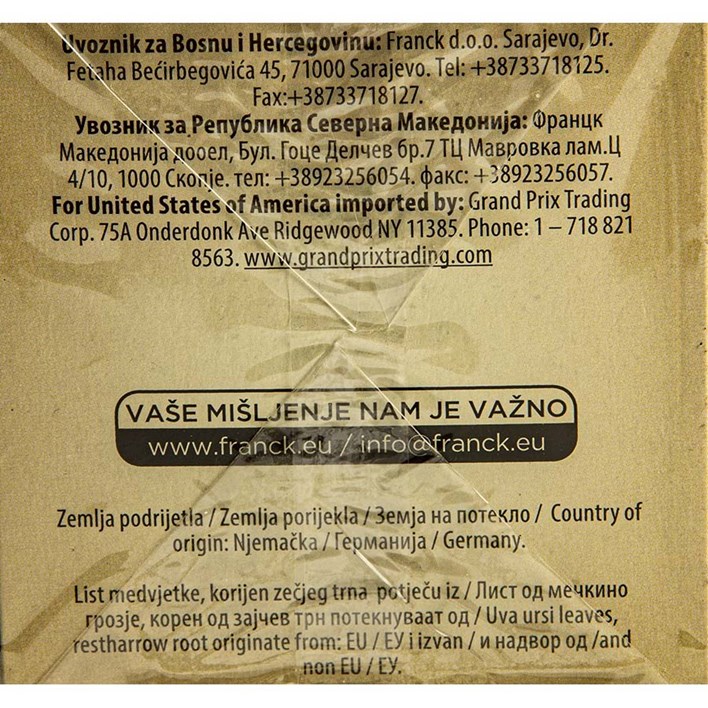 Uvoznik za Bosnu i Hercegovinu: Franck d.o.o. Sarajevo, Dr.
Fetaha Bećirbegovića 45, 71000 Sarajevo. Tel: +38733718125.
Fax:+38733718127.
Увозник за Република Северна Македонија: Францк
Македонија дооел, Бул. Гоце Делчев бр.7 ТЦ Мавровка лам.Ц
4/10, 1000 Скопје. тел: +38923256054. факс: +38923256057.
For United States of America imported by: Grand Prix Trading
Corp. 75A Onderdonk Ave Ridgewood NY 11385. Phone: 1 – 718 821
8563. www.grandprixtrading.com
VAŠE MIŠLJENJE NAM JE VAŽNO
www.franck.eu / info@franck.eu
Zemlja podrijetla / Zemlja porijekla / Земја на потекло / Country of
origin: Njemačka / Германија / Germany.
List medvjetke, korijen zečjeg trna potječu iz / Лист од мечкино
грозје, корен од зајчев трн потекнуваат од / Uva ursi leaves,
restharrow root originate from: EU / ЕУ i izvan / и надвор од /and
non EU / ЕУ.